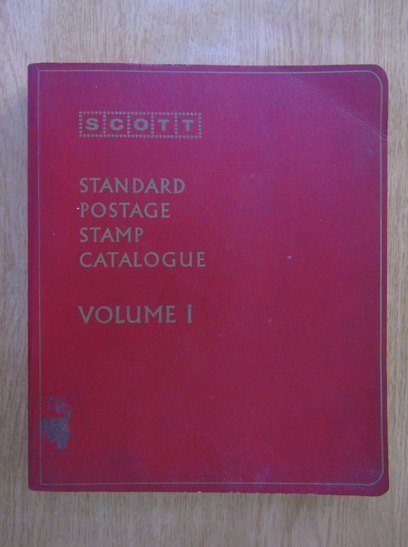 SCOTT
STANDARD
POSTAGE
STAMP
CATALOGUE
VOLUME I